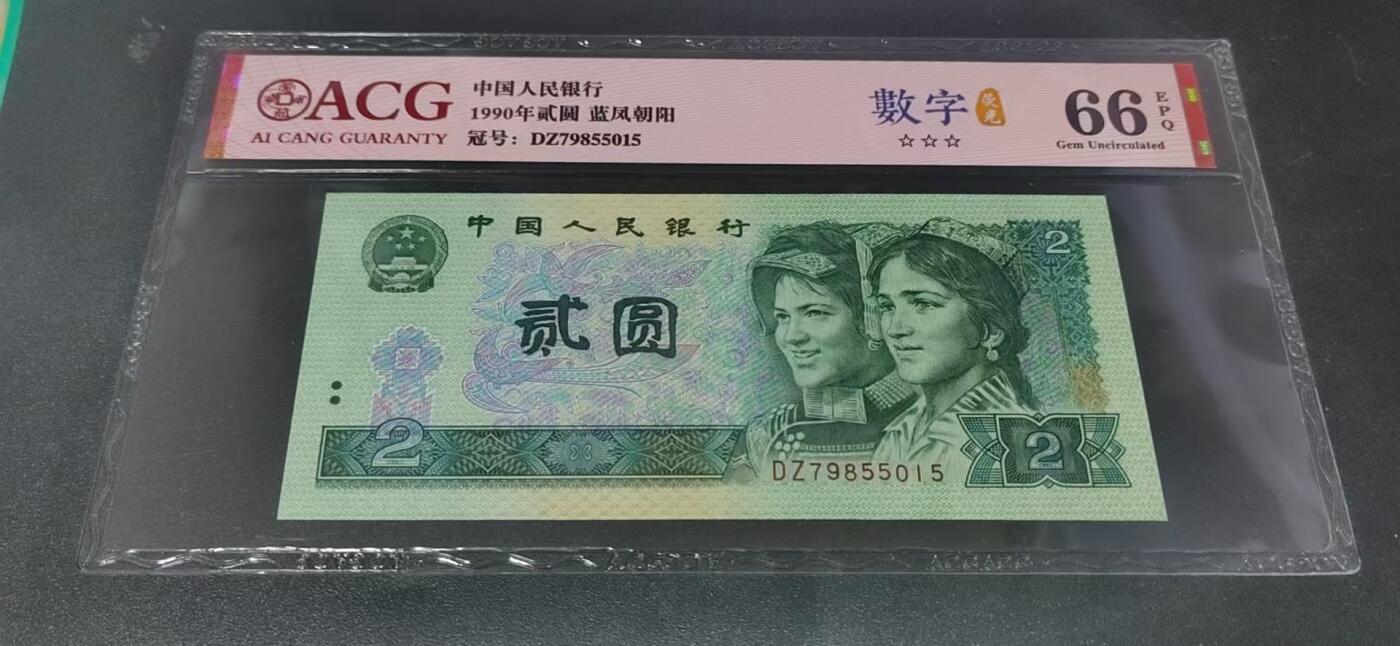 ACG
AI CANG GUARANTY
中国人民银行
1990年贰圆 蓝凤朝阳
冠号：DZ79855015
數字
荧光
☆☆☆
66
EPQ
Gem Uncirculated
中国人民银行
2
贰圆
2
DZ79855015
2